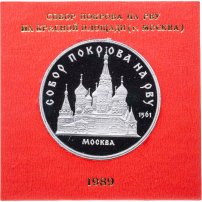 СОБОР ПОКРОВА НА РВУ
НА КРАСНОЙ ПЛОЩАДИ (г. МОСКВА)
СОБОР ПОКРОВА НА РВУ
1561
МОСКВА
1989